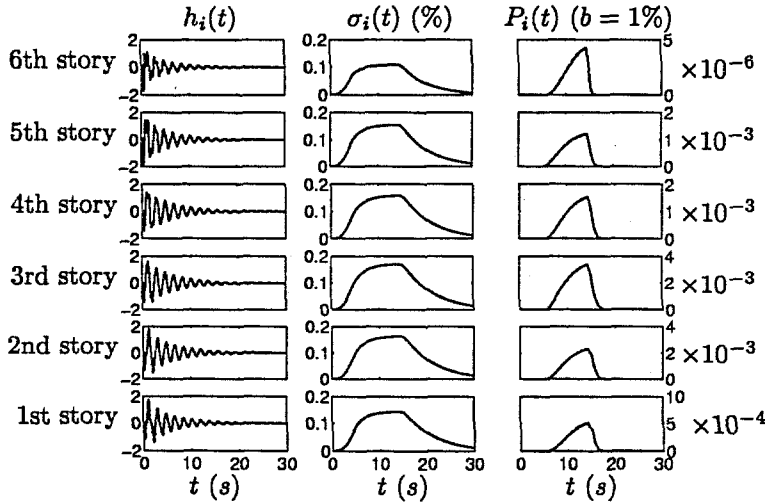 h_i(t) σ_i(t) (%) P_i(t) (b = 1%)
6th story 2 0 −2 0.2 0.1 0 5 0 ×10^{−6}
5th story 2 0 −2 0.2 0.1 0 2 1 0 ×10^{−3}
4th story 2 0 −2 0.2 0.1 0 2 1 0 ×10^{−3}
3rd story 2 0 −2 0.2 0.1 0 4 2 0 ×10^{−3}
2nd story 2 0 −2 0.2 0.1 0 4 2 0 ×10^{−3}
1st story 2 0 −2 0.2 0.1 0 10 5 0 ×10^{−4}
0 10 20 30 0 10 20 30 0 10 20 30
t (s) t (s) t (s)